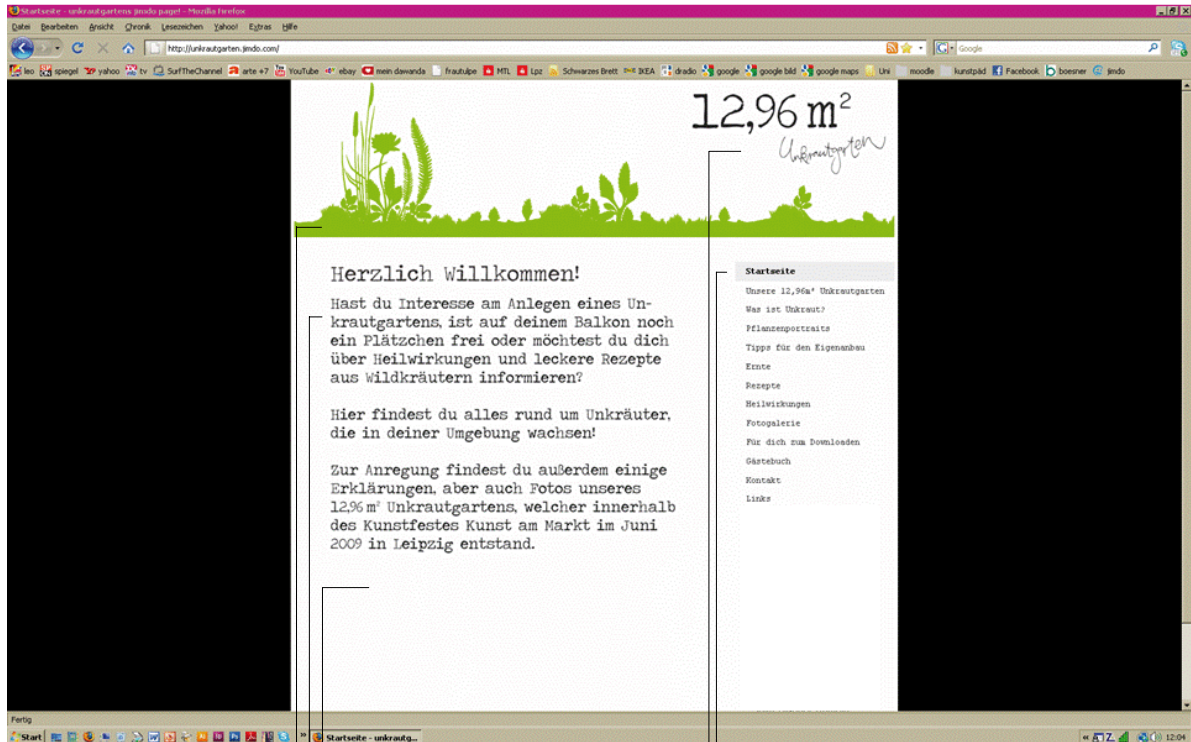 Startseite - unkrautgartens jimdo page! - Mozilla Firefox
Datei Bearbeiten Ansicht Chronik Lesezeichen Yahoo! Extras Hilfe
http://unkrautgarten.jimdo.com/
Google
leo spiegel yahoo tv SurfTheChannel arte +7 YouTube ebay mein dawanda frautulpe MTL Lpz Schwarzes Brett IKEA dradio google google bild google maps Uni moodle kunstpäd Facebook boesner jimdo
12,96 m²
Unkrautgarten
Herzlich Willkommen!
Hast du Interesse am Anlegen eines Un-
krautgartens, ist auf deinem Balkon noch
ein Plätzchen frei oder möchtest du dich
über Heilwirkungen und leckere Rezepte
aus Wildkräutern informieren?
Hier findest du alles rund um Unkräuter,
die in deiner Umgebung wachsen!
Zur Anregung findest du außerdem einige
Erklärungen, aber auch Fotos unseres
12,96 m² Unkrautgartens, welcher innerhalb
des Kunstfestes Kunst am Markt im Juni
2009 in Leipzig entstand.
Startseite
Unsere 12,96m² Unkrautgarten
Was ist Unkraut?
Pflanzenportraits
Tipps für den Eigenanbau
Ernte
Rezepte
Heilwirkungen
Fotogalerie
Für dich zum Downloaden
Gästebuch
Kontakt
Links
Fertig
Start
Startseite - unkrautg...
12:04